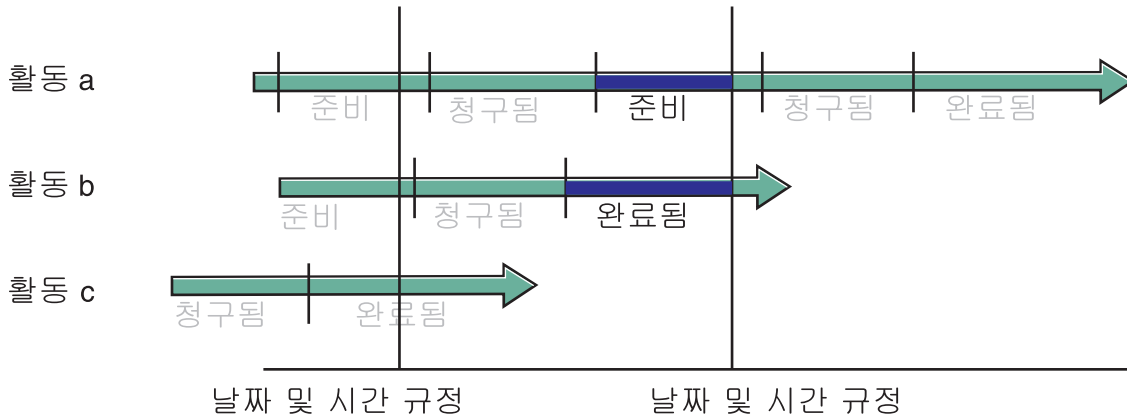 활동 a
준비 청구됨 준비 청구됨 완료됨
활동 b
준비 청구됨 완료됨
활동 c
청구됨 완료됨
날짜 및 시간 규정 날짜 및 시간 규정